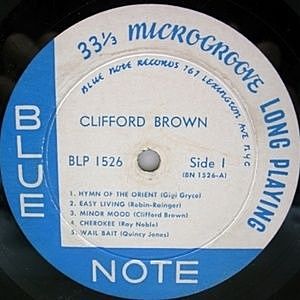 33⅓ MICROGROOVE LONG PLAYING
BLUE NOTE RECORDS 767 LEXINGTON AVE N.Y.C
CLIFFORD BROWN
BLP 1526
Side 1
(BN 1526-A)
1. HYMN OF THE ORIENT (Gigi Gryce)
2. EASY LIVING (Robin-Rainger)
3. MINOR MOOD (Clifford Brown)
4. CHEROKEE (Ray Noble)
5. WAIL BAIT (Quincy Jones)
BLUE
NOTE